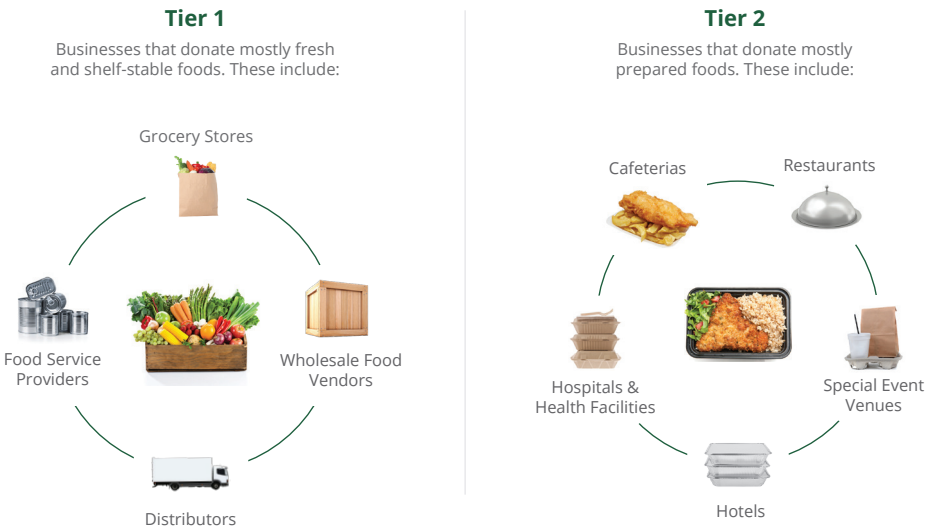 Tier 1
Businesses that donate mostly fresh
and shelf-stable foods. These include:
Grocery Stores
Food Service
Providers
Wholesale Food
Vendors
Distributors
Tier 2
Businesses that donate mostly
prepared foods. These include:
Cafeterias
Restaurants
Hospitals &
Health Facilities
Special Event
Venues
Hotels